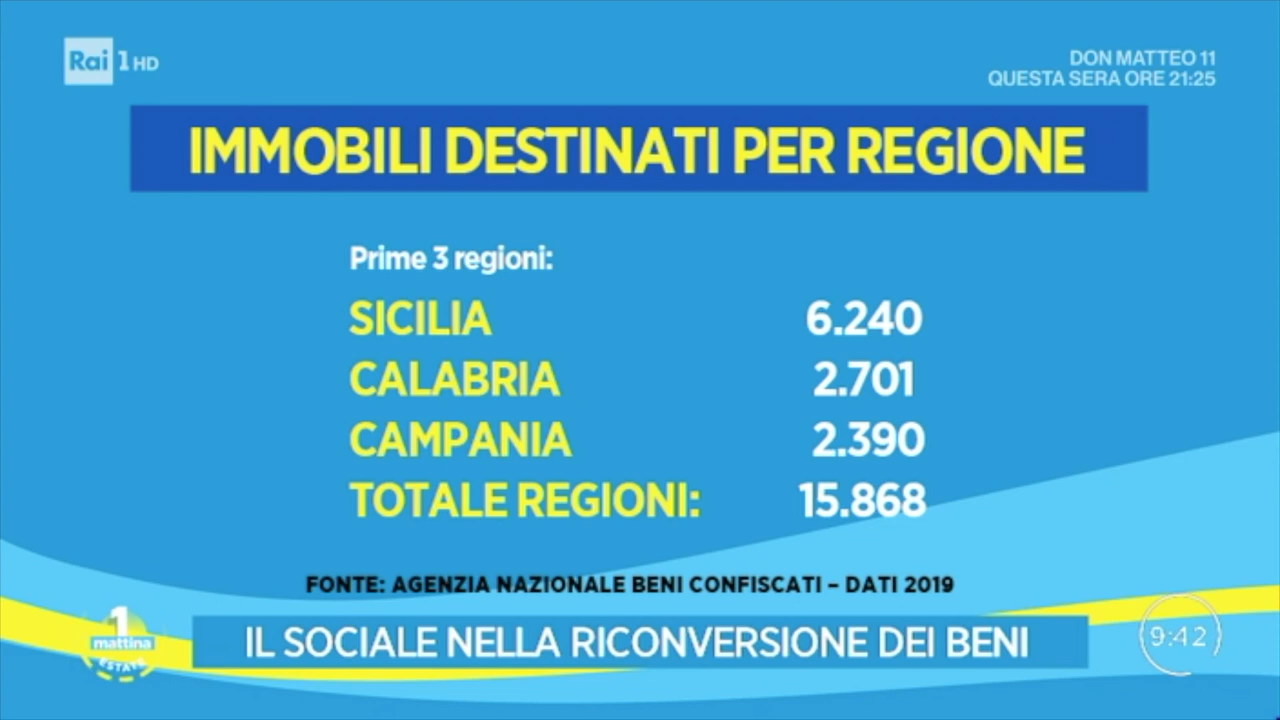 Rai 1 HD
DON MATTEO 11
QUESTA SERA ORE 21:25
IMMOBILI DESTINATI PER REGIONE
Prime 3 regioni:
SICILIA 6.240
CALABRIA 2.701
CAMPANIA 2.390
TOTALE REGIONI: 15.868
FONTE: AGENZIA NAZIONALE BENI CONFISCATI – DATI 2019
1
mattina
ESTATE
IL SOCIALE NELLA RICONVERSIONE DEI BENI
9:42